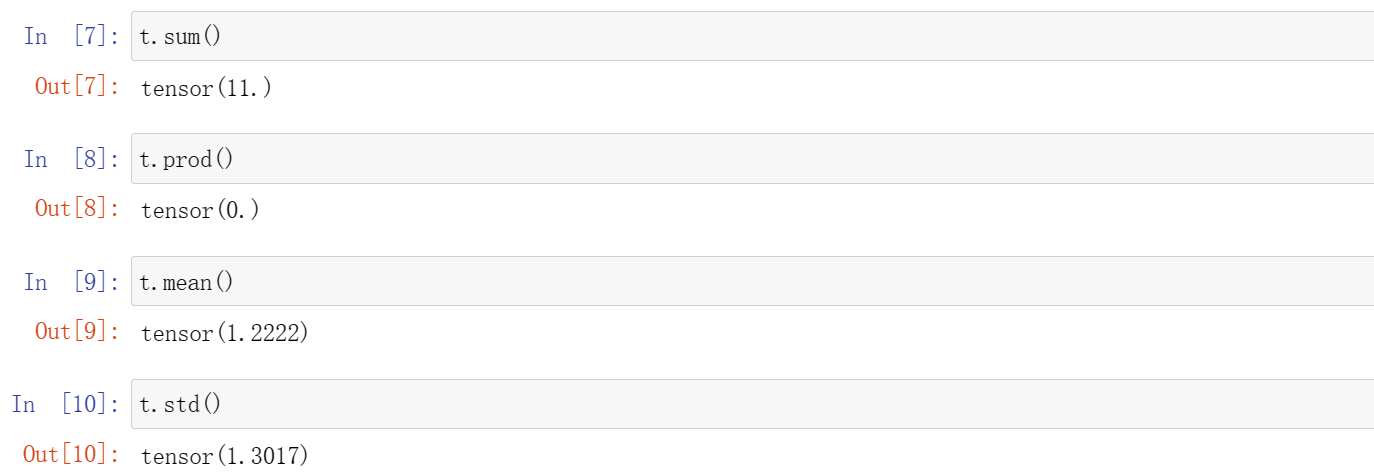 In [7]: t.sum()
Out[7]: tensor(11.)
In [8]: t.prod()
Out[8]: tensor(0.)
In [9]: t.mean()
Out[9]: tensor(1.2222)
In [10]: t.std()
Out[10]: tensor(1.3017)